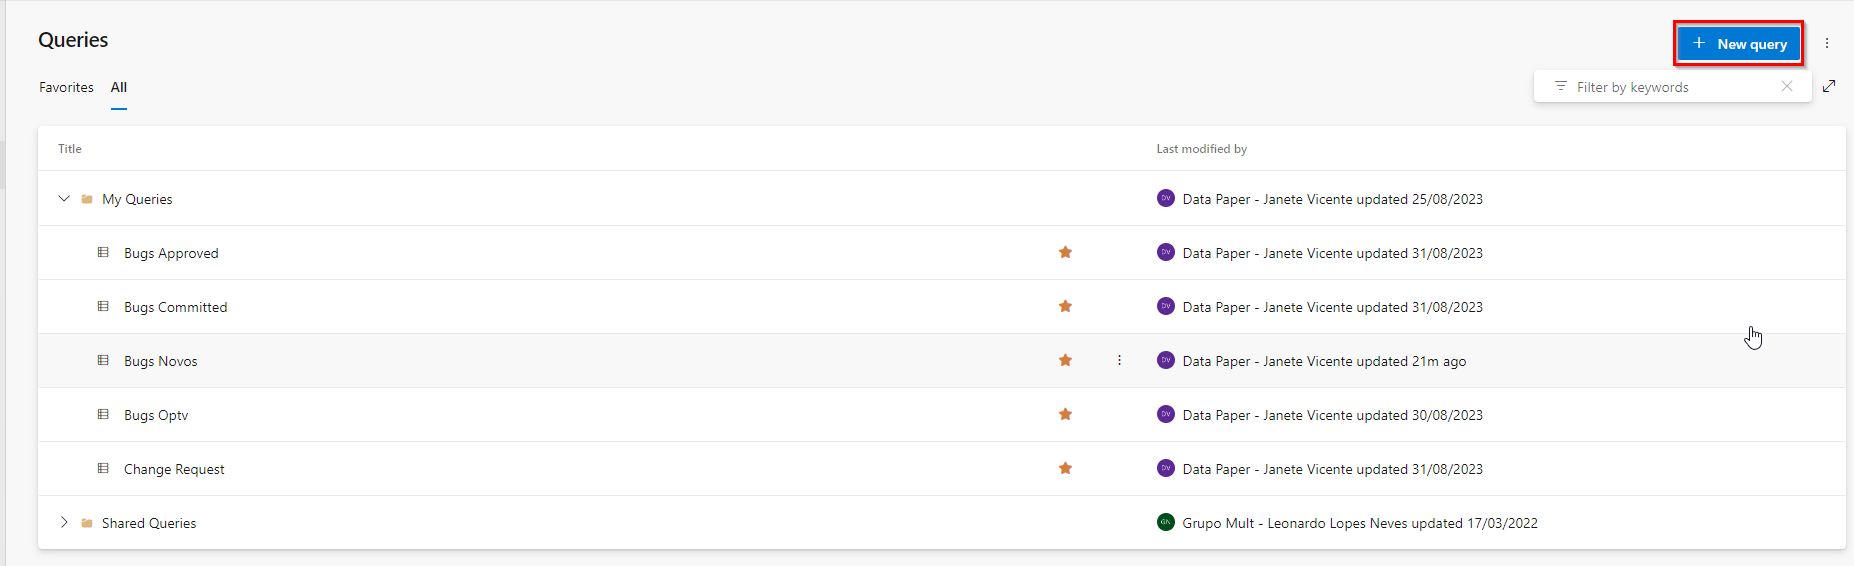 Queries
New query
Favorites All
Filter by keywords
Title Last modified by
My Queries DV Data Paper - Janete Vicente updated 25/08/2023
Bugs Approved DV Data Paper - Janete Vicente updated 31/08/2023
Bugs Committed DV Data Paper - Janete Vicente updated 31/08/2023
Bugs Novos DV Data Paper - Janete Vicente updated 21m ago
Bugs Optv DV Data Paper - Janete Vicente updated 30/08/2023
Change Request DV Data Paper - Janete Vicente updated 31/08/2023
Shared Queries GN Grupo Mult - Leonardo Lopes Neves updated 17/03/2022